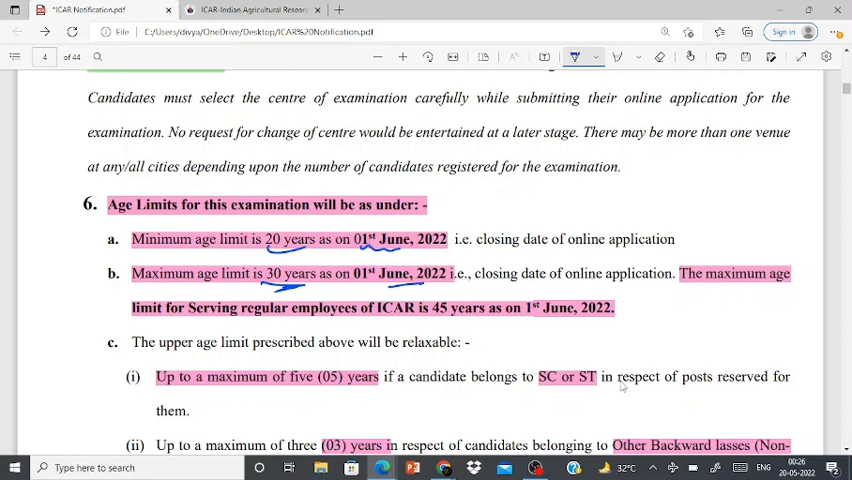 *ICAR Notification.pdf
ICAR-Indian Agricultural Resear
File
C:/Users/divya/OneDrive/Desktop/ICAR%20Notification.pdf
Sign in
4 of 44
Candidates must select the centre of examination carefully while submitting their online application for the
examination. No request for change of centre would be entertained at a later stage. There may be more than one venue
at any/all cities depending upon the number of candidates registered for the examination.
6. Age Limits for this examination will be as under: -
a. Minimum age limit is 20 years as on 01st June, 2022 i.e. closing date of online application
b. Maximum age limit is 30 years as on 01st June, 2022 i.e., closing date of online application. The maximum age
limit for Serving regular employees of ICAR is 45 years as on 1st June, 2022.
c. The upper age limit prescribed above will be relaxable: -
(i) Up to a maximum of five (05) years if a candidate belongs to SC or ST in respect of posts reserved for
them.
(ii) Up to a maximum of three (03) years in respect of candidates belonging to Other Backward lasses (Non-
Type here to search
32°C
ENG
00:26
20-05-2022
2